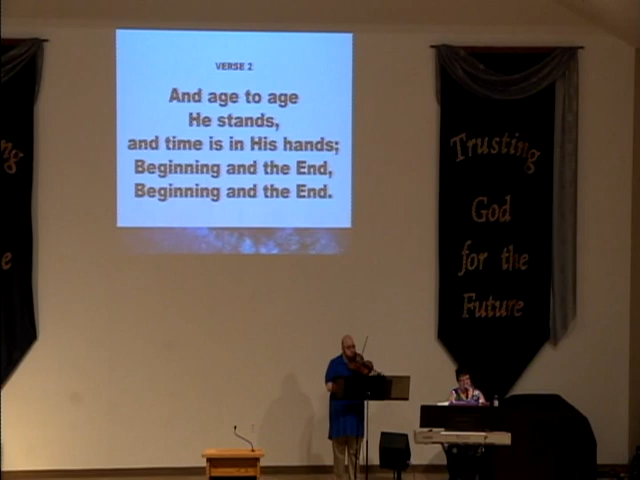 VERSE 2
And age to age
He stands,
and time is in His hands;
Beginning and the End,
Beginning and the End.
Trusting
God
for the
Future
ng
e